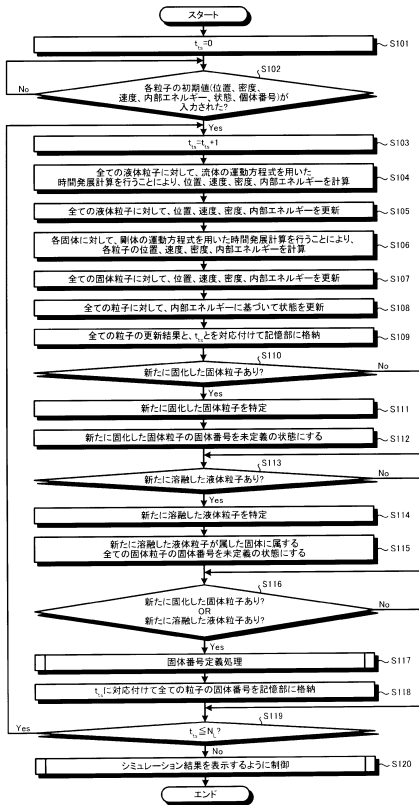 スタート
t_ts=0
S101
S102
各粒子の初期値(位置、密度、
速度、内部エネルギー、状態、個体番号)が
入力された?
No
Yes
t_ts=t_ts+1
S103
全ての液体粒子に対して、流体の運動方程式を用いた
時間発展計算を行うことにより、位置、速度、密度、内部エネルギーを計算
S104
全ての液体粒子に対して、位置、速度、密度、内部エネルギーを更新
S105
各固体に対して、剛体の運動方程式を用いた時間発展計算を行うことにより、
各粒子の位置、速度、密度、内部エネルギーを計算
S106
全ての固体粒子に対して、位置、速度、密度、内部エネルギーを更新
S107
全ての粒子に対して、内部エネルギーに基づいて状態を更新
S108
全ての粒子の更新結果と、t_tsとを対応付けて記憶部に格納
S109
S110
新たに固化した固体粒子あり?
No
Yes
新たに固化した固体粒子を特定
S111
新たに固化した固体粒子の固体番号を未定義の状態にする
S112
S113
新たに溶融した液体粒子あり?
No
Yes
新たに溶融した液体粒子を特定
S114
新たに溶融した液体粒子が属した固体に属する
全ての固体粒子の固体番号を未定義の状態にする
S115
S116
新たに固化した固体粒子あり?
OR
新たに溶融した液体粒子あり?
No
Yes
固体番号定義処理
S117
t_tsに対応付けて全ての粒子の固体番号を記憶部に格納
S118
S119
t_ts≦N_L?
Yes
No
シミュレーション結果を表示するように制御
S120
エンド